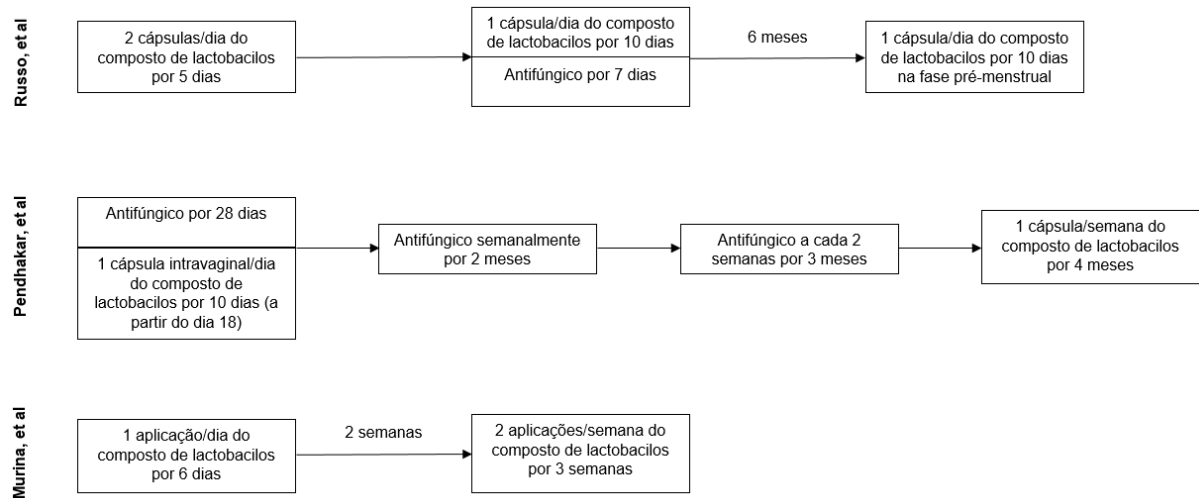 Russo, et al
2 cápsulas/dia do
composto de lactobacilos
por 5 dias
1 cápsula/dia do composto
de lactobacilos por 10 dias
Antifúngico por 7 dias
6 meses
1 cápsula/dia do composto
de lactobacilos por 10 dias
na fase pré-menstrual
Pendhakar, et al
Antifúngico por 28 dias
1 cápsula intravaginal/dia
do composto de
lactobacilos por 10 dias (a
partir do dia 18)
Antifúngico semanalmente
por 2 meses
Antifúngico a cada 2
semanas por 3 meses
1 cápsula/semana do
composto de lactobacilos
por 4 meses
Murina, et al
1 aplicação/dia do
composto de lactobacilos
por 6 dias
2 semanas
2 aplicações/semana do
composto de lactobacilos
por 3 semanas